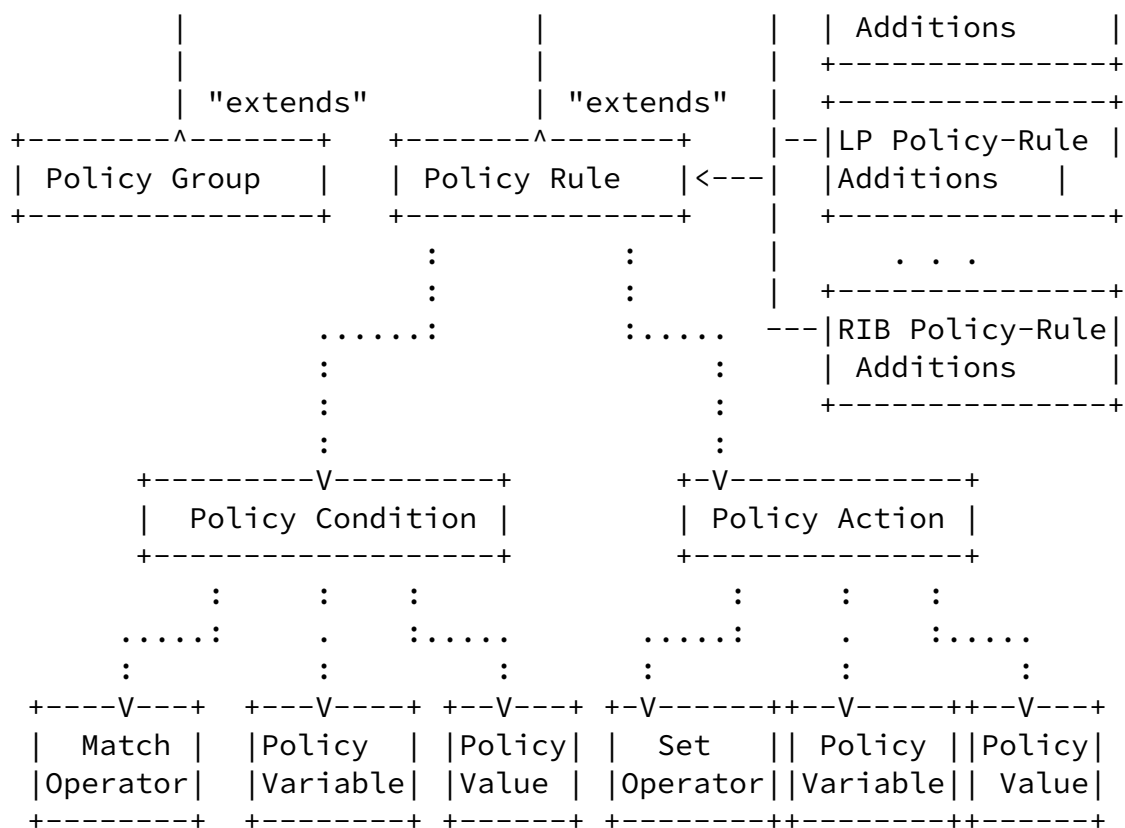 |                   |            |  | Additions     |
|                   |            |  +---------------+
| "extends"         | "extends"  |  +---------------+
+--------^-------+   +-------^-------+    |--|LP Policy-Rule |
| Policy Group   |   | Policy Rule   |<---|  |Additions   |
+----------------+   +---------------+    |  +---------------+
:          :       |      . . .
:          :       |  +---------------+
......:          :.....  ---|RIB Policy-Rule|
:                     :     | Additions     |
:                     :     +---------------+
:                     :
+---------V---------+         +-V-------------+
|  Policy Condition |         | Policy Action |
+-------------------+         +---------------+
:     :    :                 :     :    :
.....:     .    :.....       .....:     .    :.....
:          :         :       :          :         :
+----V---+  +---V----+ +--V---+ +-V------++--V-----++--V---+
|  Match |  |Policy  | |Policy| |  Set   || Policy ||Policy|
|Operator|  |Variable| |Value | |Operator||Variable|| Value|
+--------+  +--------+ +------+ +--------++--------++------+